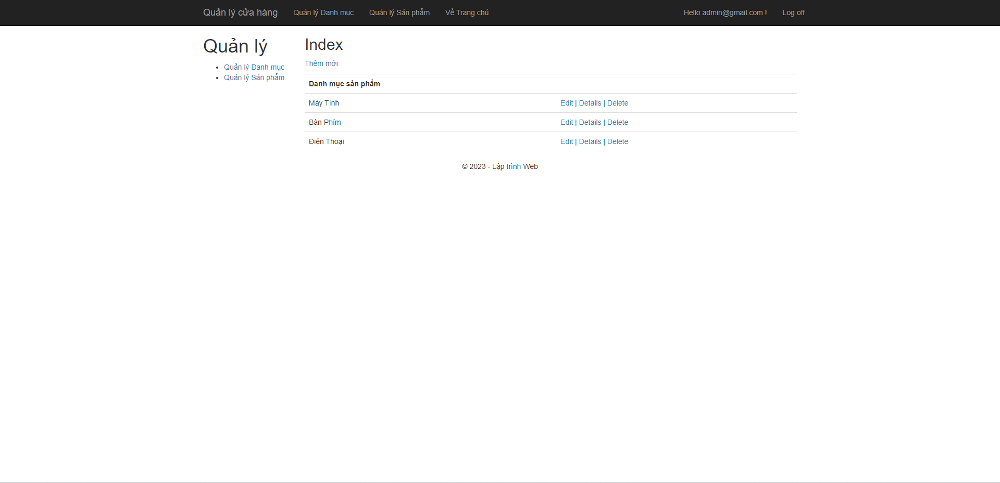 Quản lý cửa hàng Quản lý Danh mục Quản lý Sản phẩm Về Trang chủ Hello admin@gmail.com ! Log off
Quản lý
Quản lý Danh mục
Quản lý Sản phẩm
Index
Thêm mới
Danh mục sản phẩm
Máy Tính Edit | Details | Delete
Bàn Phím Edit | Details | Delete
Điện Thoại Edit | Details | Delete
© 2023 - Lập trình Web